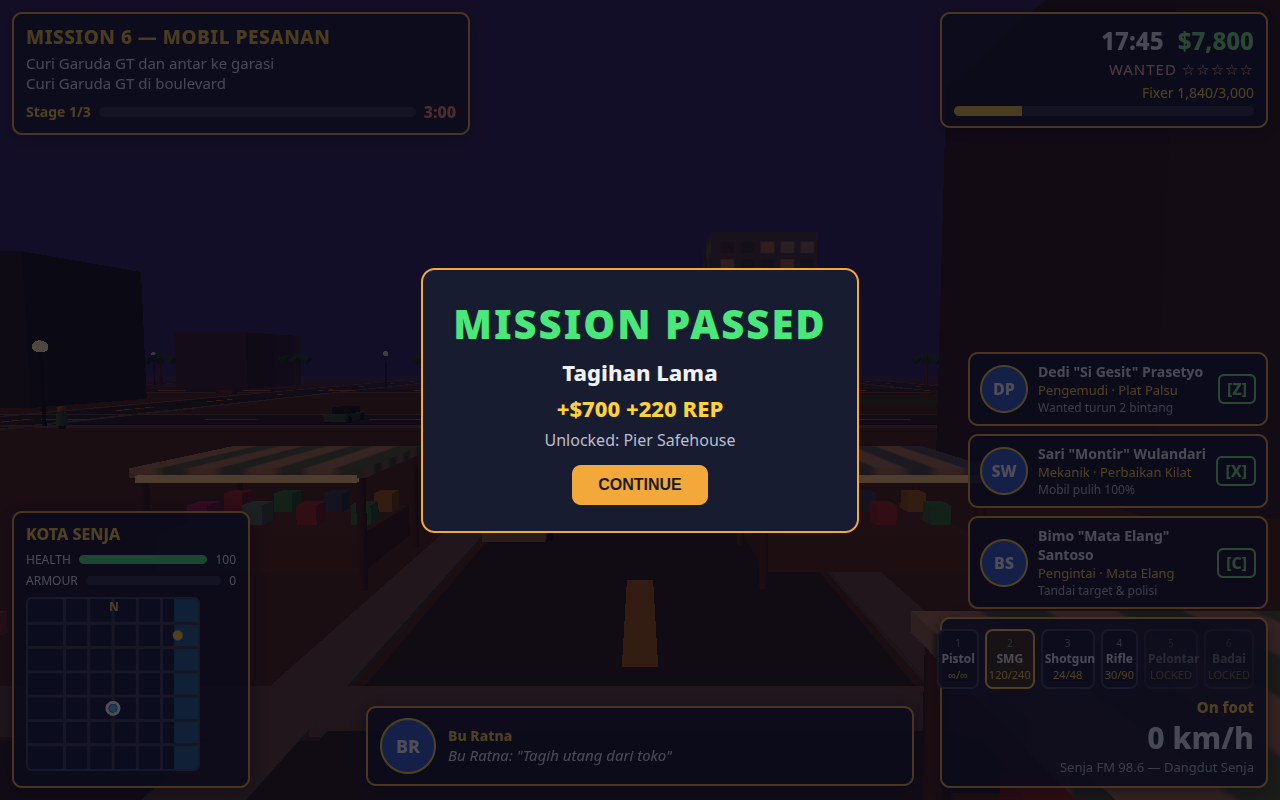 MISSION 6 — MOBIL PESANAN
Curi Garuda GT dan antar ke garasi
Curi Garuda GT di boulevard
Stage 1/3 3:00
17:45 $7,800
WANTED ☆☆☆☆☆
Fixer 1,840/3,000
MISSION PASSED
Tagihan Lama
+$700 +220 REP
Unlocked: Pier Safehouse
CONTINUE
DP
Dedi "Si Gesit" Prasetyo
Pengemudi · Plat Palsu
Wanted turun 2 bintang
[Z]
SW
Sari "Montir" Wulandari
Mekanik · Perbaikan Kilat
Mobil pulih 100%
[X]
BS
Bimo "Mata Elang"
Santoso
Pengintai · Mata Elang
Tandai target & polisi
[C]
KOTA SENJA
HEALTH 100
ARMOUR 0
N
BR
Bu Ratna
Bu Ratna: "Tagih utang dari toko"
1 2 3 4 5 6
Pistol SMG Shotgun Rifle Pelontar Badai
∞/∞ 120/240 24/48 30/90 LOCKED LOCKED
On foot
0 km/h
Senja FM 98.6 — Dangdut Senja